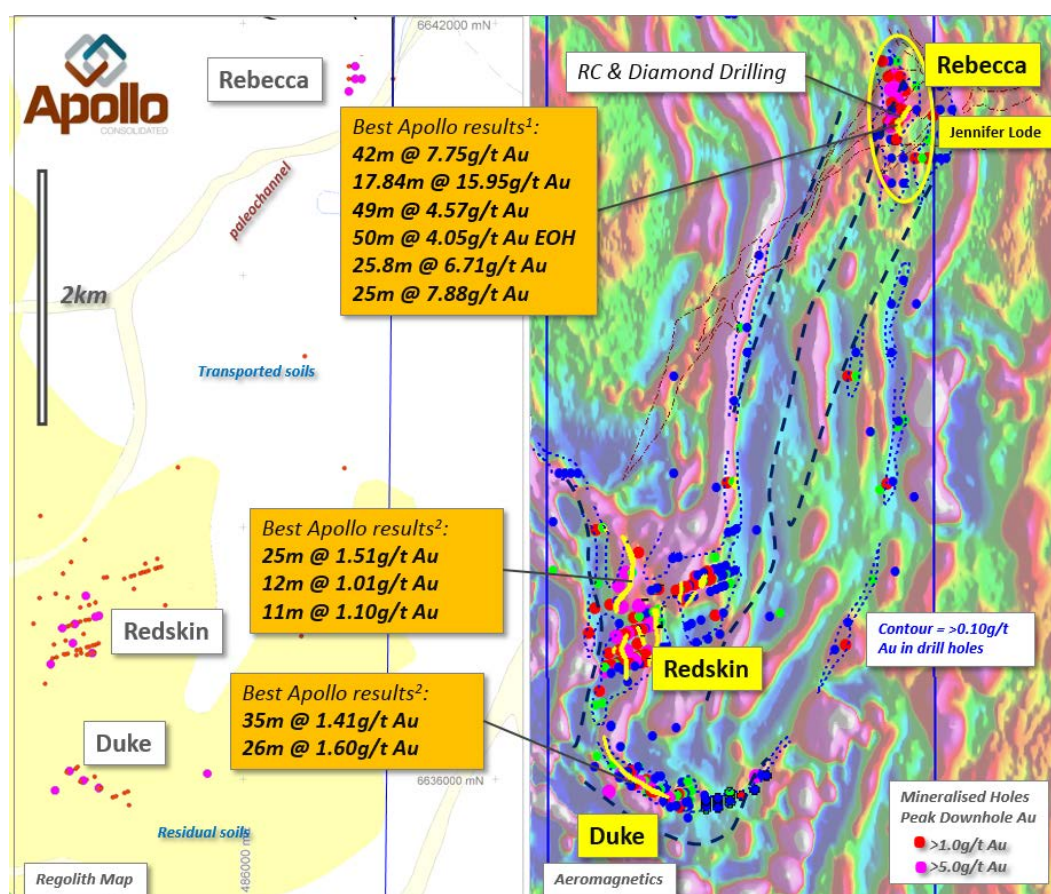 Apollo
CONSOLIDATED
6642000 mN
Rebecca
paleochannel
2km
Transported soils
Best Apollo results¹:
42m @ 7.75g/t Au
17.84m @ 15.95g/t Au
49m @ 4.57g/t Au
50m @ 4.05g/t Au EOH
25.8m @ 6.71g/t Au
25m @ 7.88g/t Au
RC & Diamond Drilling
Rebecca
Jennifer Lode
Best Apollo results²:
25m @ 1.51g/t Au
12m @ 1.01g/t Au
11m @ 1.10g/t Au
Redskin
Redskin
Contour = >0.10g/t
Au in drill holes
Best Apollo results²:
35m @ 1.41g/t Au
26m @ 1.60g/t Au
Duke
6636000 mN
Residual soils
486000 mE
Duke
Mineralised Holes
Peak Downhole Au
>1.0g/t Au
>5.0g/t Au
Regolith Map
Aeromagnetics